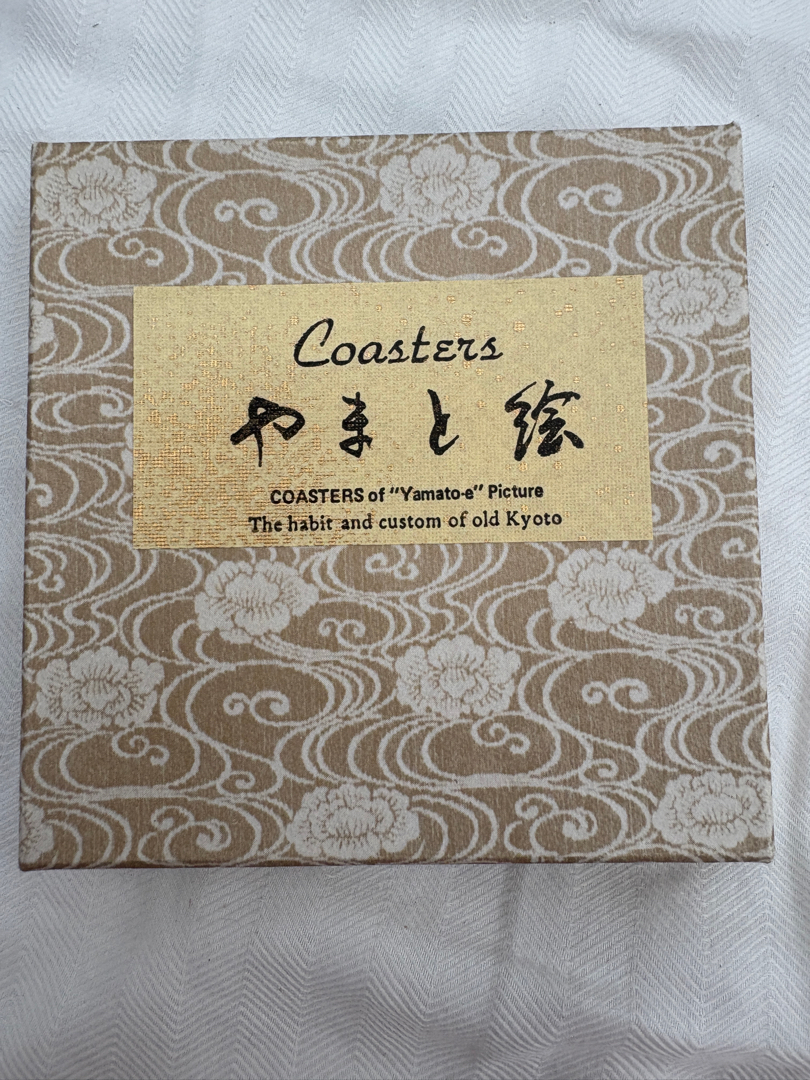 Coasters
やまと絵
COASTERS of "Yamato-e" Picture
The habit and custom of old Kyoto